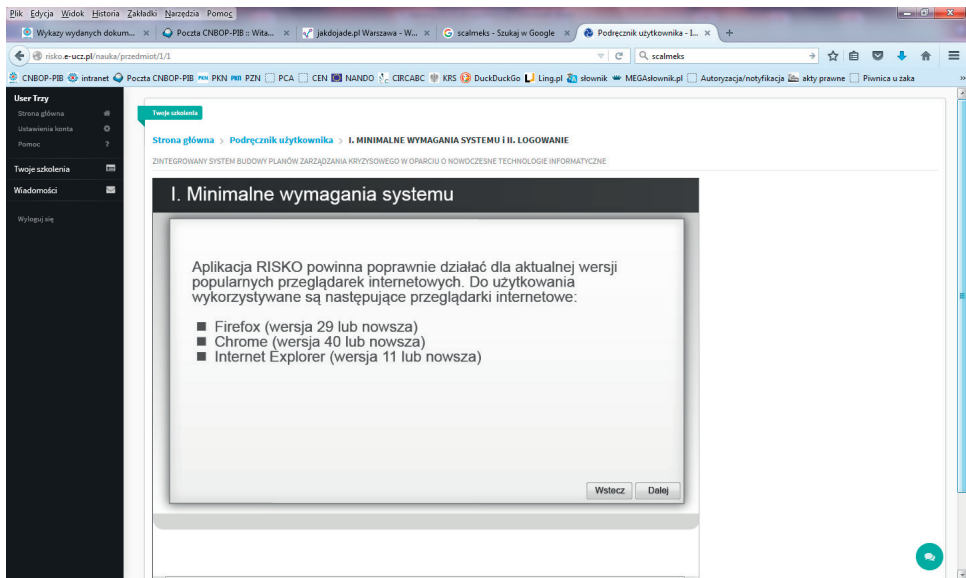 Plik Edycja Widok Historia Zakładki Narzędzia Pomoc
Wykazy wydanych dokum... Poczta CNBOP-PIB :: Wita... jakdojade.pl Warszawa - W... scalmeks - Szukaj w Google Podręcznik użytkownika - I...
risko.e-ucz.pl/nauka/przedmiot/1/1 scalmeks
CNBOP-PIB intranet Poczta CNBOP-PIB PKN PKN PZN PCA CEN NANDO CIRCABC KRS DuckDuckGo Ling.pl słownik MEGAsłownik.pl Autoryzacja/notyfikacja akty prawne Piwnica u żaka
User Trzy
Strona główna
Ustawienia konta
Pomoc
Twoje szkolenia
Wiadomości
Wyloguj się
Twoje szkolenia
Strona główna > Podręcznik użytkownika > I. MINIMALNE WYMAGANIA SYSTEMU i II. LOGOWANIE
ZINTEGROWANY SYSTEM BUDOWY PLANÓW ZARZĄDZANIA KRYZYSOWEGO W OPARCIU O NOWOCZESNE TECHNOLOGIE INFORMATYCZNE
I. Minimalne wymagania systemu
Aplikacja RISKO powinna poprawnie działać dla aktualnej wersji
popularnych przeglądarek internetowych. Do użytkowania
wykorzystywane są następujące przeglądarki internetowe:
■ Firefox (wersja 29 lub nowsza)
■ Chrome (wersja 40 lub nowsza)
■ Internet Explorer (wersja 11 lub nowsza)
Wstecz Dalej